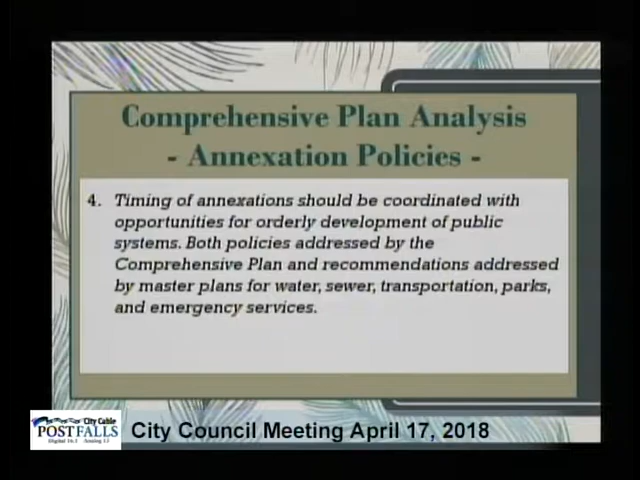 Comprehensive Plan Analysis
- Annexation Policies -
4. Timing of annexations should be coordinated with
opportunities for orderly development of public
systems. Both policies addressed by the
Comprehensive Plan and recommendations addressed
by master plans for water, sewer, transportation, parks,
and emergency services.
City Cable
POSTFALLS
City Council Meeting April 17, 2018